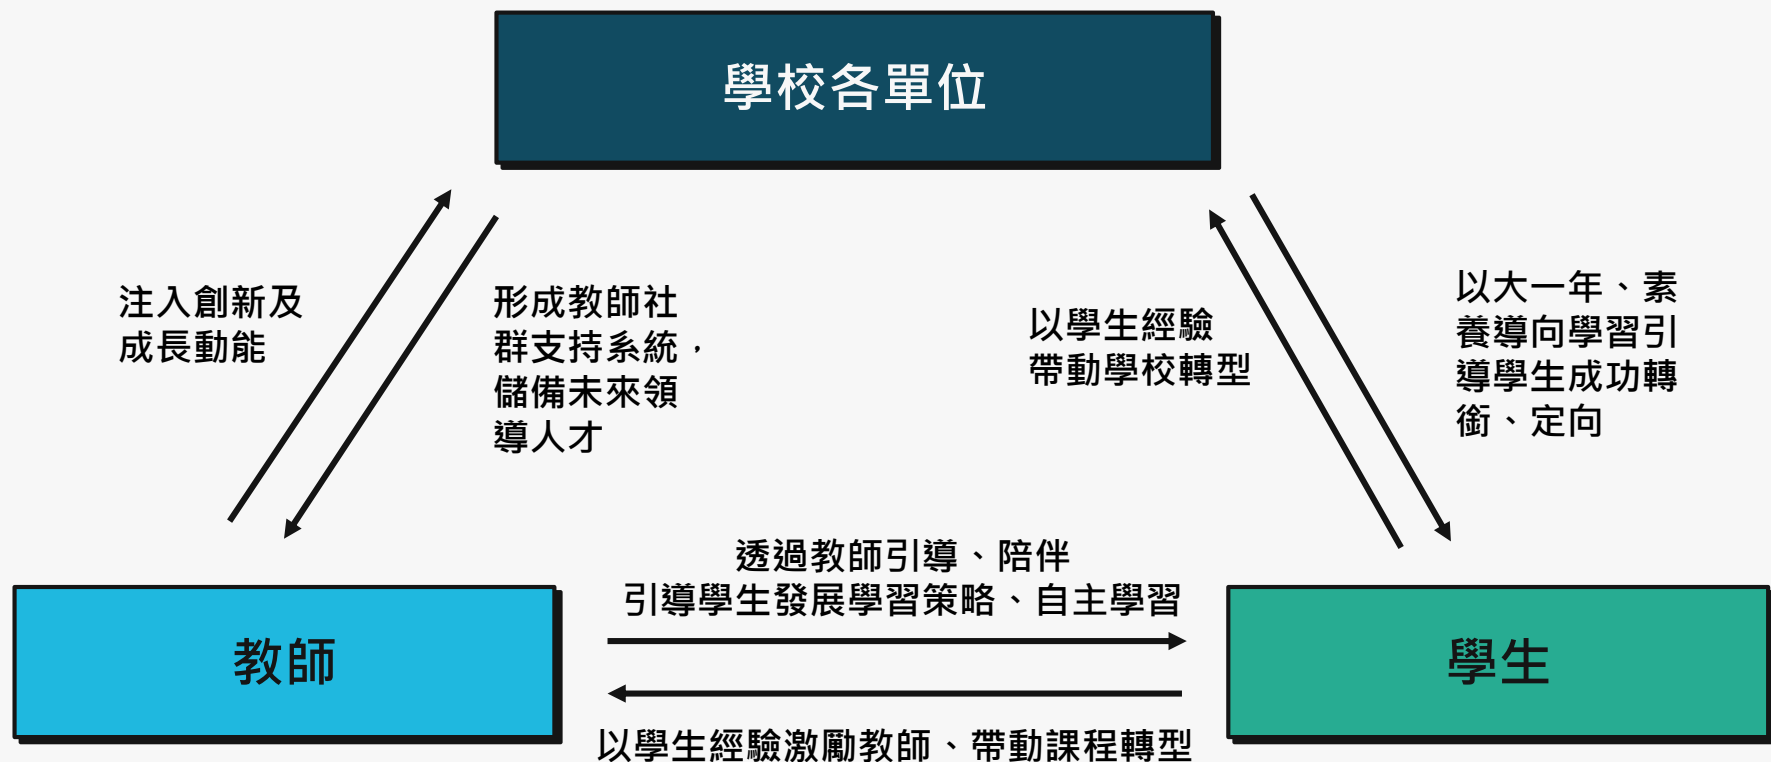 學校各單位
注入創新及
成長動能
形成教師社
群支持系統，
儲備未來領
導人才
以學生經驗
帶動學校轉型
以大一年、素
養導向學習引
導學生成功轉
銜、定向
透過教師引導、陪伴
引導學生發展學習策略、自主學習
教師
學生
以學生經驗激勵教師、帶動課程轉型